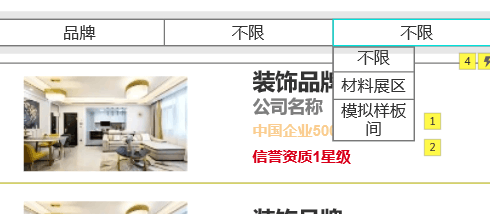 品牌
不限
不限
不限
材料展区
模拟样板
间
4
装饰品牌
公司名称
中国企业500
信誉资质1星级
1
2
装饰品牌